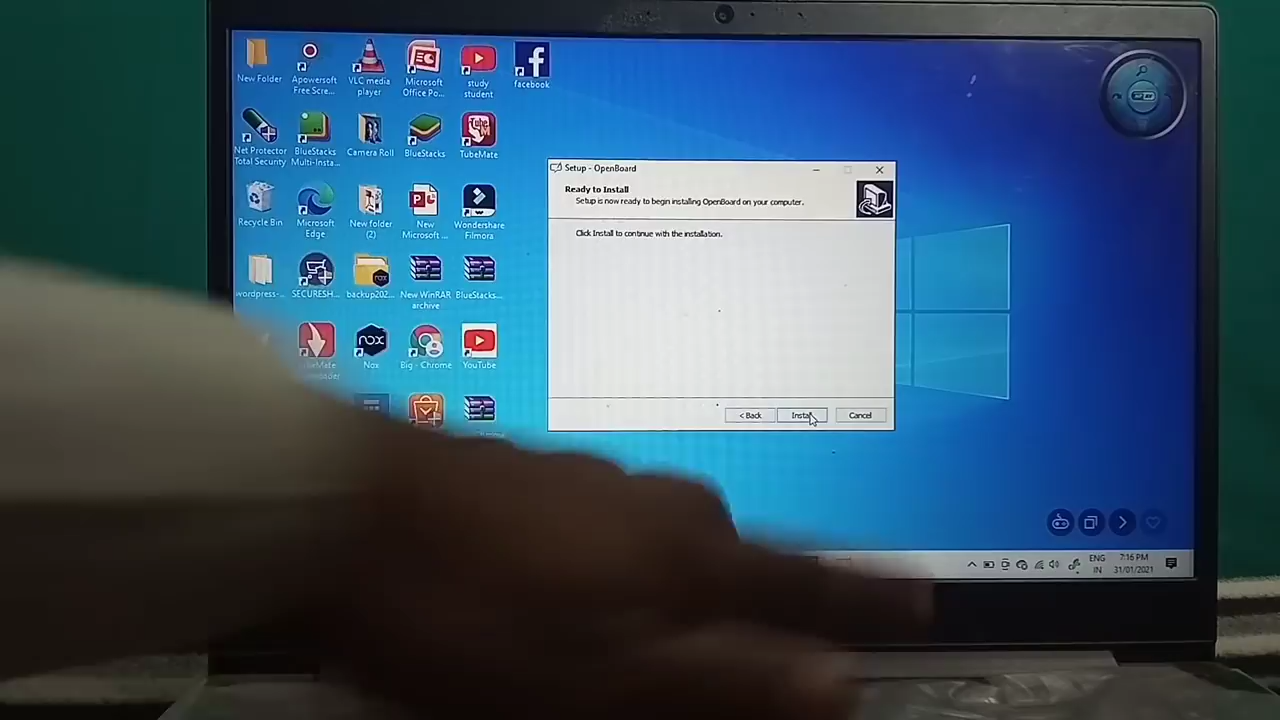 New Folder
Apowersoft
Free Scre...
VLC media
player
Microsoft
Office Po...
study
student
facebook
Net Protector
Total Security
BlueStacks
Multi-Insta...
Camera Roll
BlueStacks
TubeMate
Recycle Bin
Microsoft
Edge
New folder
(2)
New
Microsoft ...
Wondershare
Filmora
wordpress-...
SECURESH...
backup202...
New WinRAR
archive
BlueStacks...
Nox
Big - Chrome
YouTube
Setup - OpenBoard
Ready to Install
Setup is now ready to begin installing OpenBoard on your computer.
Click Install to continue with the installation.
< Back
Install
Cancel
ENG
IN
7:16 PM
31/01/2021